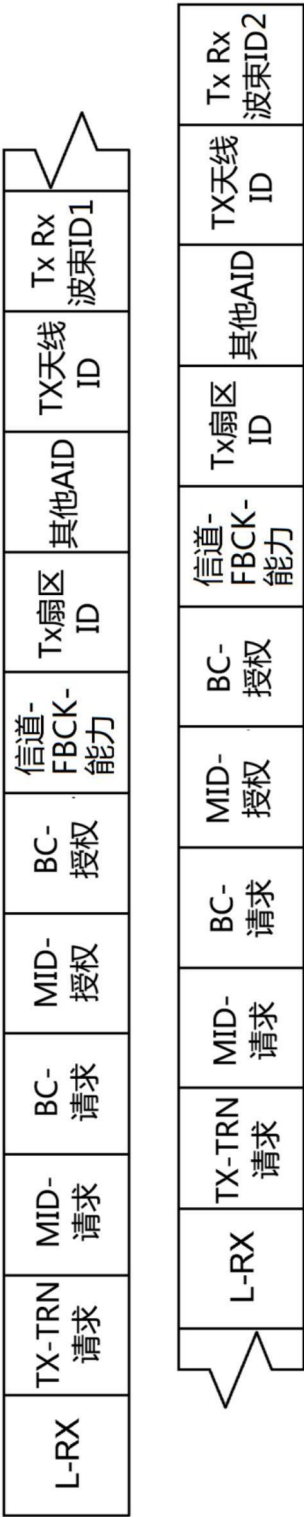 L-RX
TX-TRN
请求
MID-
请求
BC-
请求
MID-
授权
BC-
授权
信道-
FBCK-
能力
Tx扇区
ID
其他AID
TX天线
ID
Tx Rx
波束ID1
L-RX
TX-TRN
请求
MID-
请求
BC-
请求
MID-
授权
BC-
授权
信道-
FBCK-
能力
Tx扇区
ID
其他AID
TX天线
ID
Tx Rx
波束ID2